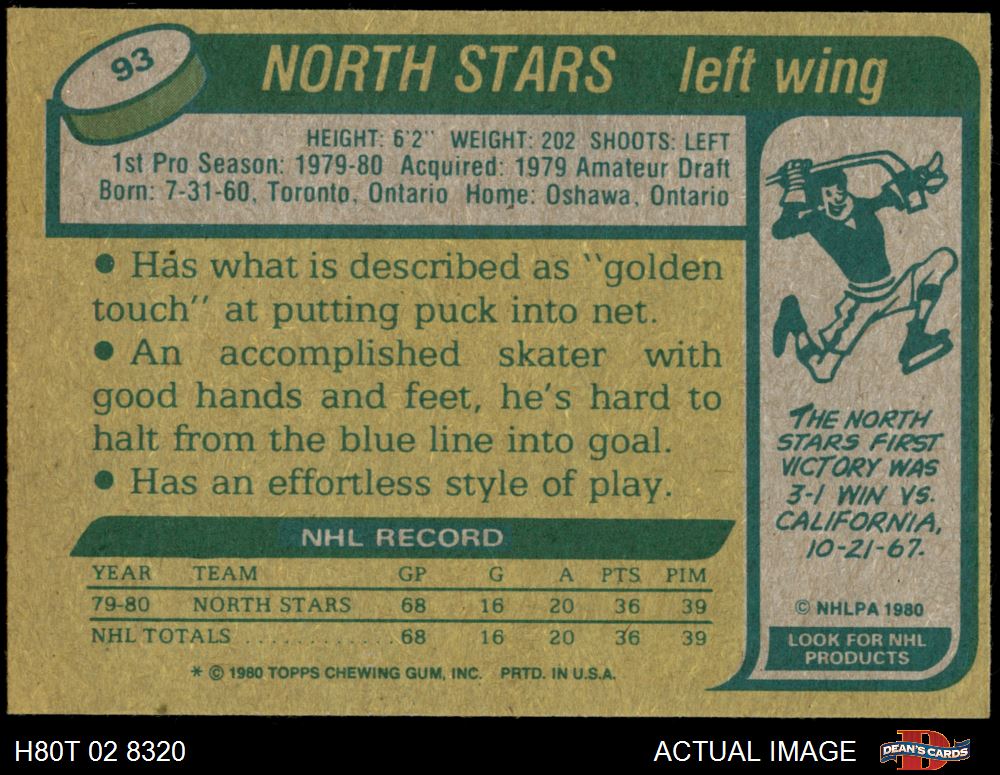 93
NORTH STARS left wing
HEIGHT: 6'2" WEIGHT: 202 SHOOTS: LEFT
1st Pro Season: 1979-80 Acquired: 1979 Amateur Draft
Born: 7-31-60, Toronto, Ontario Home: Oshawa, Ontario
● Has what is described as "golden
touch" at putting puck into net.
● An accomplished skater with
good hands and feet, he's hard to
halt from the blue line into goal.
● Has an effortless style of play.
NHL RECORD
YEAR TEAM GP G A PTS PIM
79-80 NORTH STARS 68 16 20 36 39
NHL TOTALS ............. 68 16 20 36 39
* © 1980 TOPPS CHEWING GUM, INC. PRTD. IN U.S.A.
THE NORTH
STARS FIRST
VICTORY WAS
3-1 WIN VS.
CALIFORNIA,
10-21-67.
© NHLPA 1980
LOOK FOR NHL
PRODUCTS
H80T 02 8320
ACTUAL IMAGE
D
DEAN'S CARDS